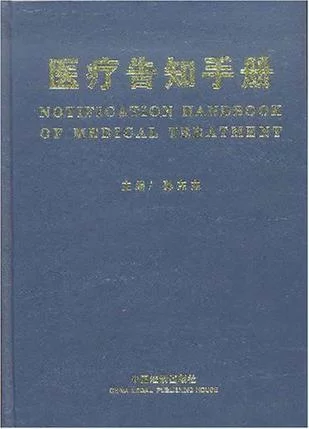 医疗告知手册
NOTIFICATION HANDBOOK
OF MEDICAL TREATMENT
主编/
中国法制出版社
CHINA LEGAL PUBLISHING HOUSE